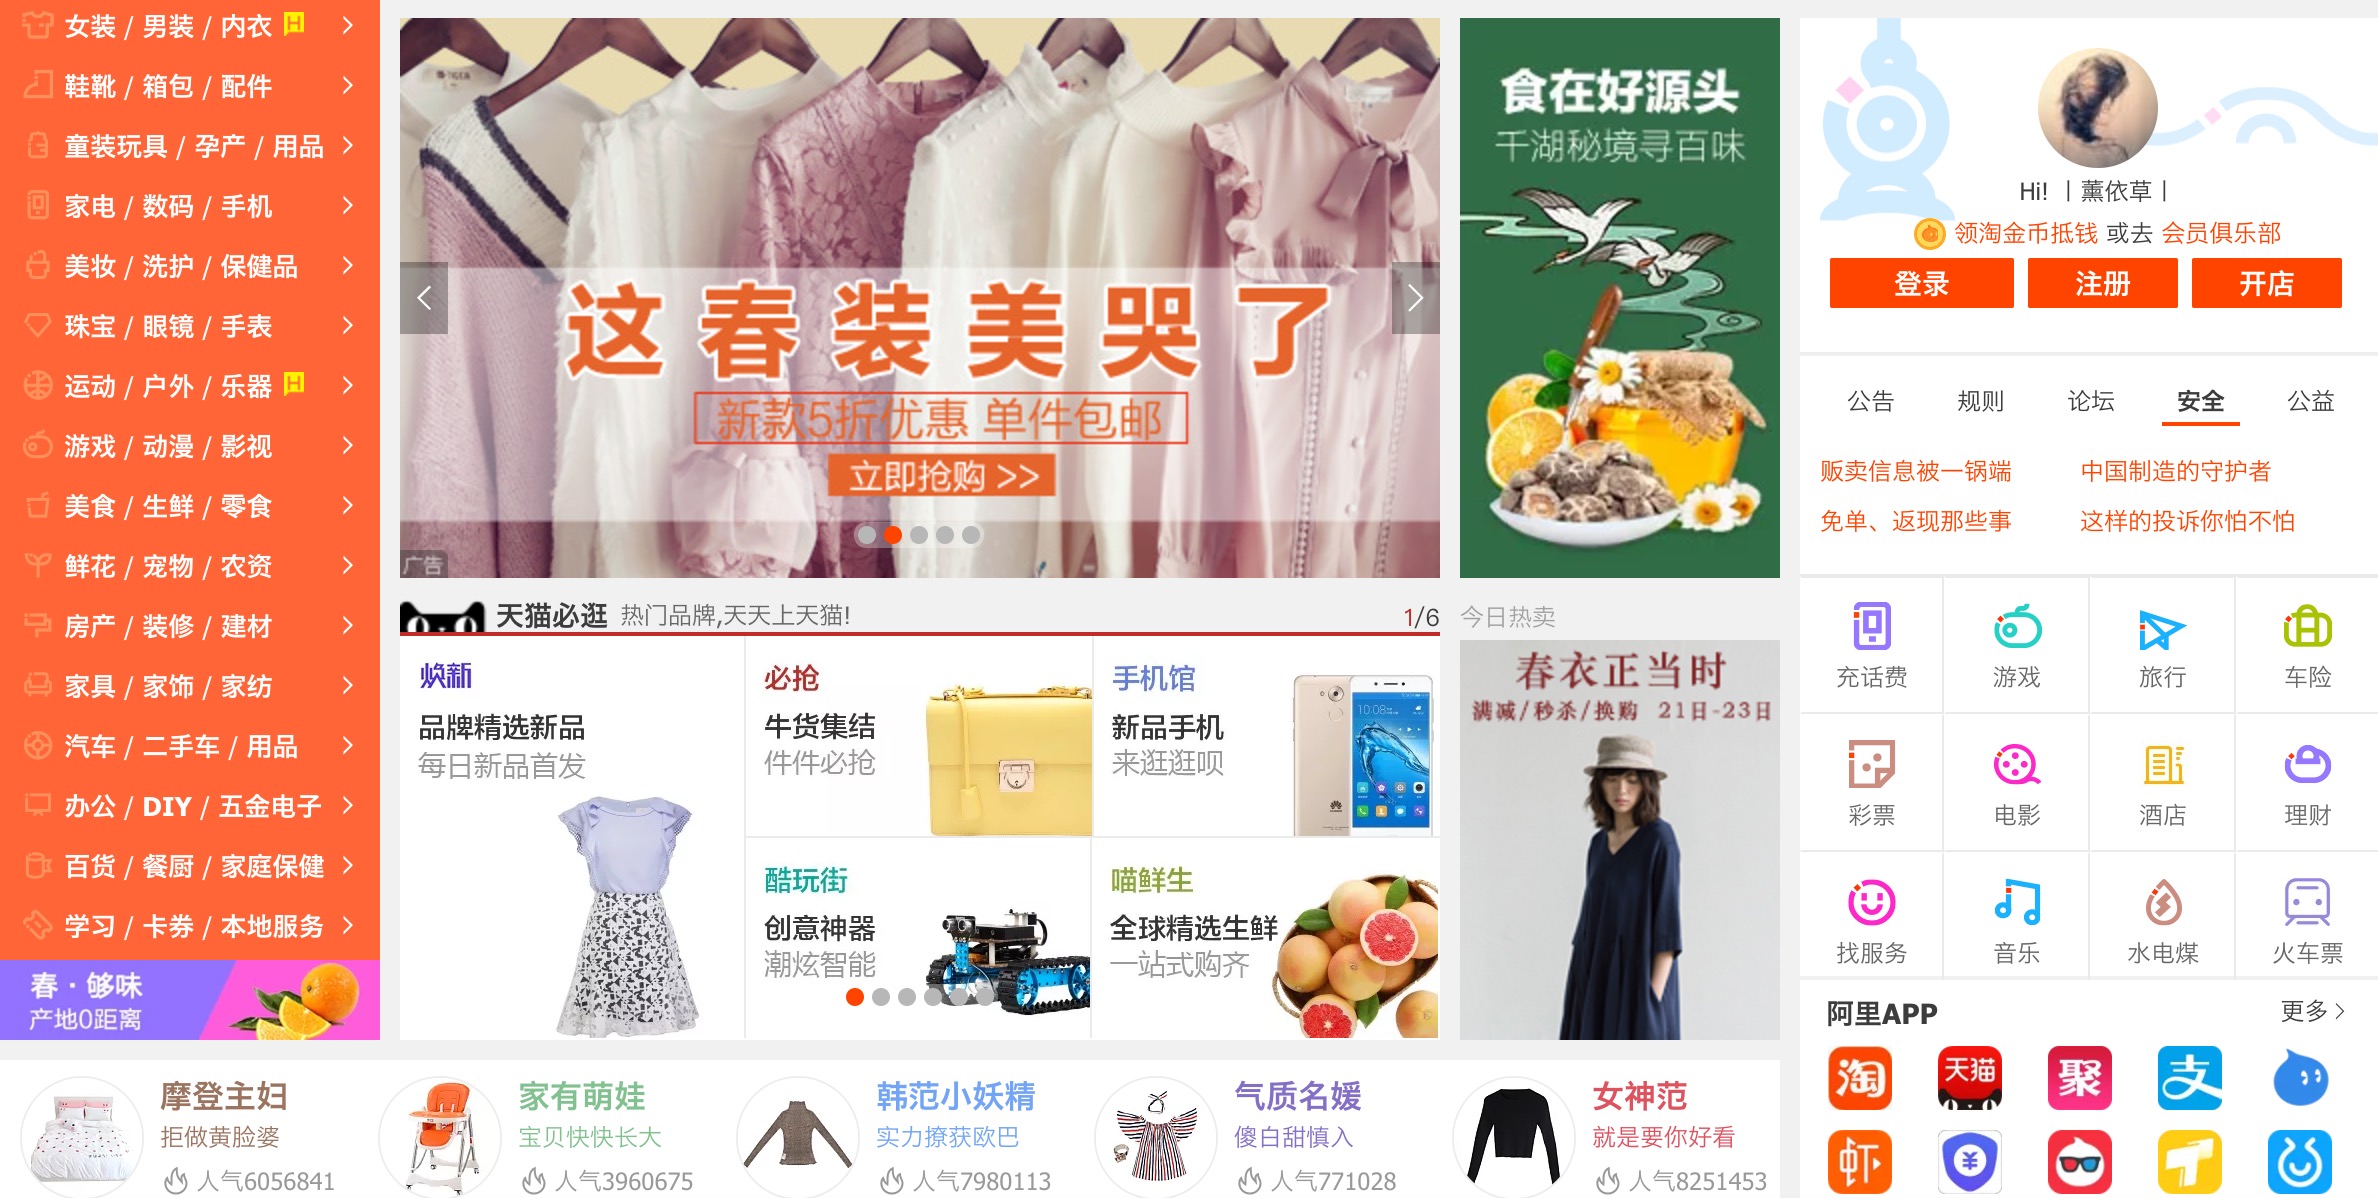 女装 / 男装 / 内衣 H
鞋靴 / 箱包 / 配件
童装玩具 / 孕产 / 用品
家电 / 数码 / 手机
美妆 / 洗护 / 保健品
珠宝 / 眼镜 / 手表
运动 / 户外 / 乐器 H
游戏 / 动漫 / 影视
美食 / 生鲜 / 零食
鲜花 / 宠物 / 农资
房产 / 装修 / 建材
家具 / 家饰 / 家纺
汽车 / 二手车 / 用品
办公 / DIY / 五金电子
百货 / 餐厨 / 家庭保健
学习 / 卡券 / 本地服务
春·够味
产地0距离
这春装美哭了
新款5折优惠 单件包邮
立即抢购 >>
广告
食在好源头
千湖秘境寻百味
Hi! 丨薰依草丨
领淘金币抵钱 或去 会员俱乐部
登录 注册 开店
公告 规则 论坛 安全 公益
贩卖信息被一锅端 中国制造的守护者
免单、返现那些事 这样的投诉你怕不怕
天猫必逛 热门品牌,天天上天猫! 1/6
焕新
品牌精选新品
每日新品首发
必抢
牛货集结
件件必抢
手机馆
新品手机
来逛逛呗
10:08
酷玩街
创意神器
潮炫智能
喵鲜生
全球精选生鲜
一站式购齐
今日热卖
春衣正当时
满减/秒杀/换购 21日-23日
充话费 游戏 旅行 车险
彩票 电影 酒店 理财
找服务 音乐 水电煤 火车票
阿里APP 更多 >
淘 天猫 聚 支
虾 ¥
摩登主妇
拒做黄脸婆
人气6056841
家有萌娃
宝贝快快长大
人气3960675
韩范小妖精
实力撩获欧巴
人气7980113
气质名媛
傻白甜慎入
人气771028
女神范
就是要你好看
人气8251453